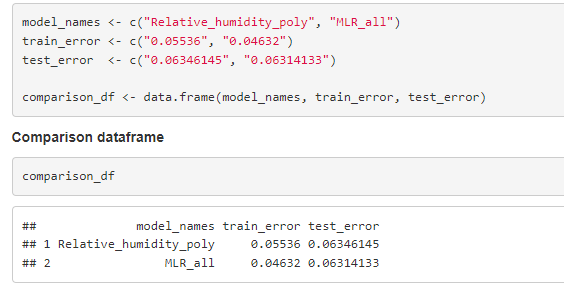 model_names <- c("Relative_humidity_poly", "MLR_all")
train_error <- c("0.05536", "0.04632")
test_error  <- c("0.06346145", "0.06314133")
comparison_df <- data.frame(model_names, train_error, test_error)
Comparison dataframe
comparison_df
##              model_names train_error test_error
## 1 Relative_humidity_poly     0.05536 0.06346145
## 2                MLR_all     0.04632 0.06314133